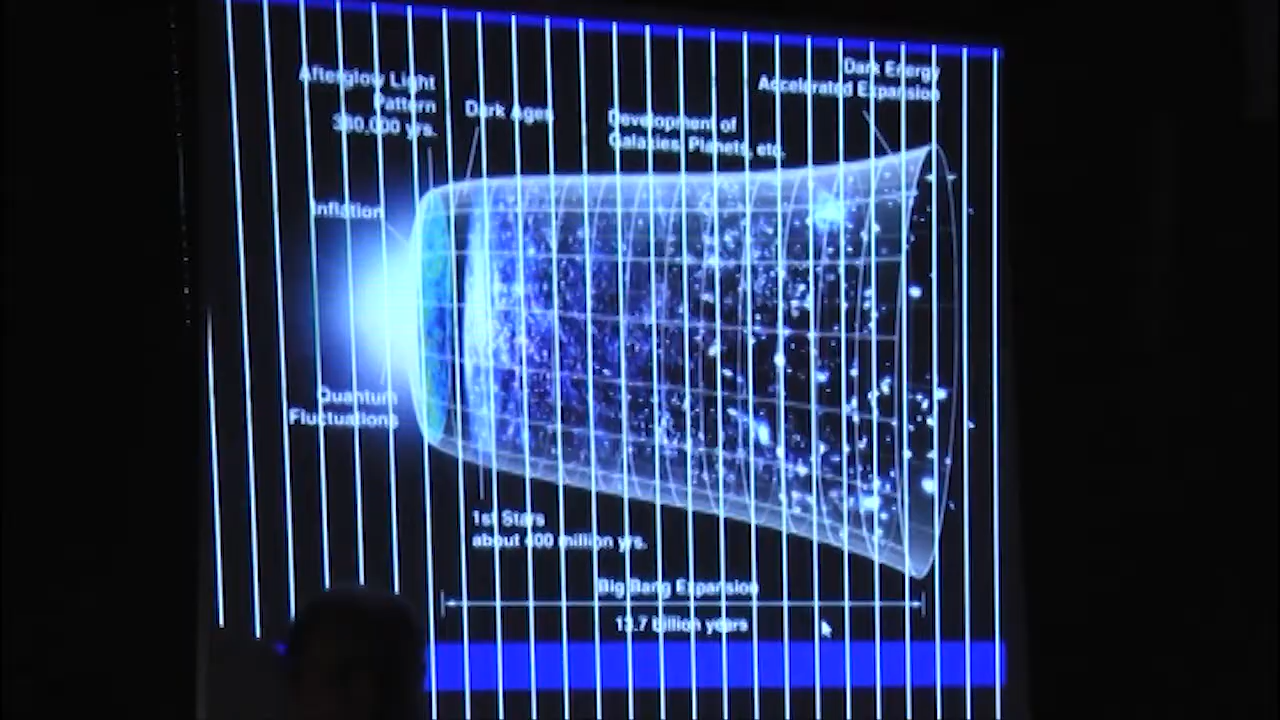 Afterglow Light
Pattern
380,000 yrs.
Dark Ages
Development of
Galaxies, Planets, etc.
Dark Energy
Accelerated Expansion
Inflation
Quantum
Fluctuations
1st Stars
about 400 million yrs.
Big Bang Expansion
13.7 billion years